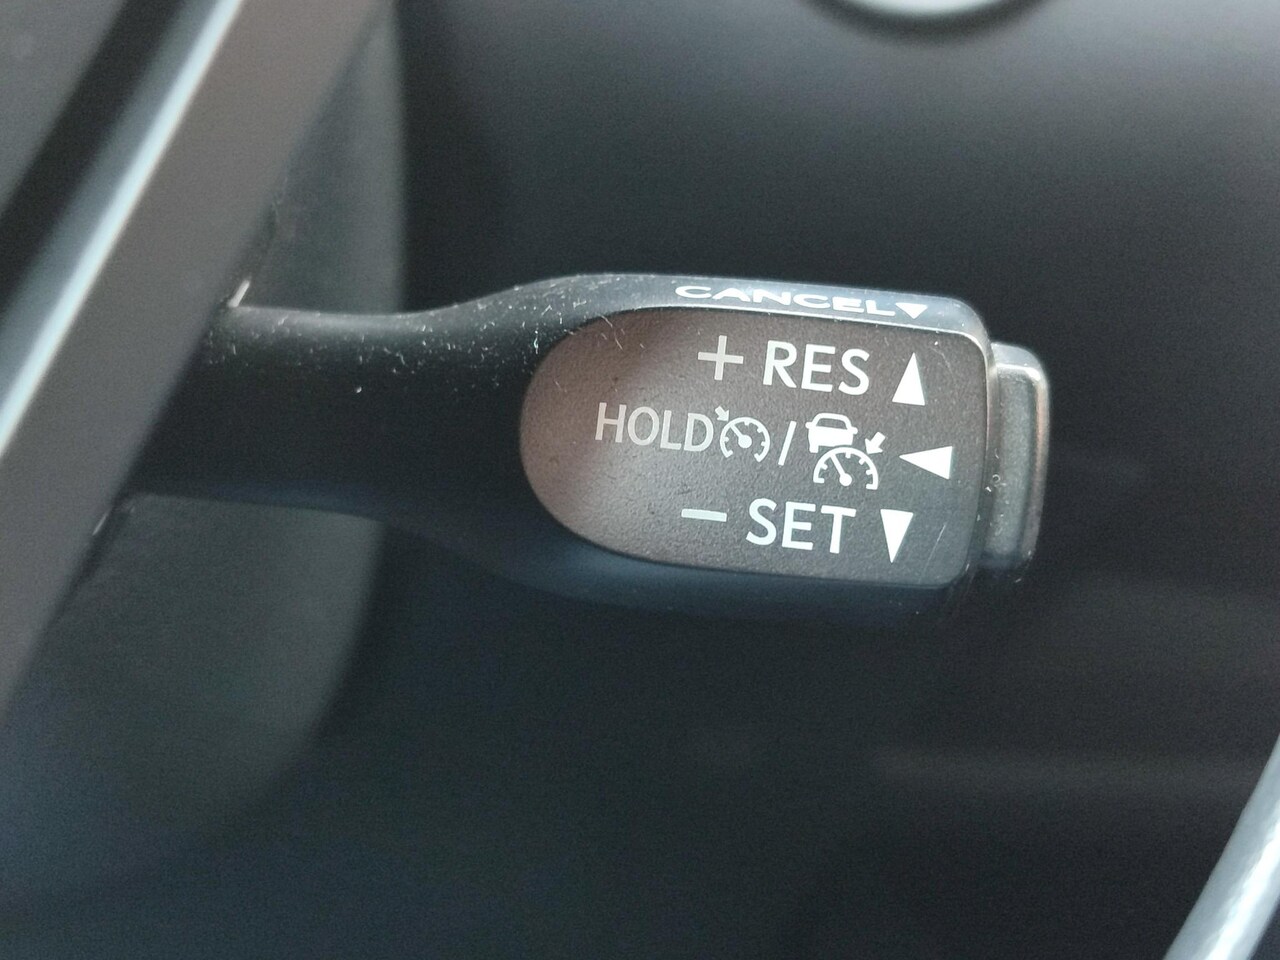 CANCEL▼
+ RES ▲
HOLD / ◀
− SET ▼